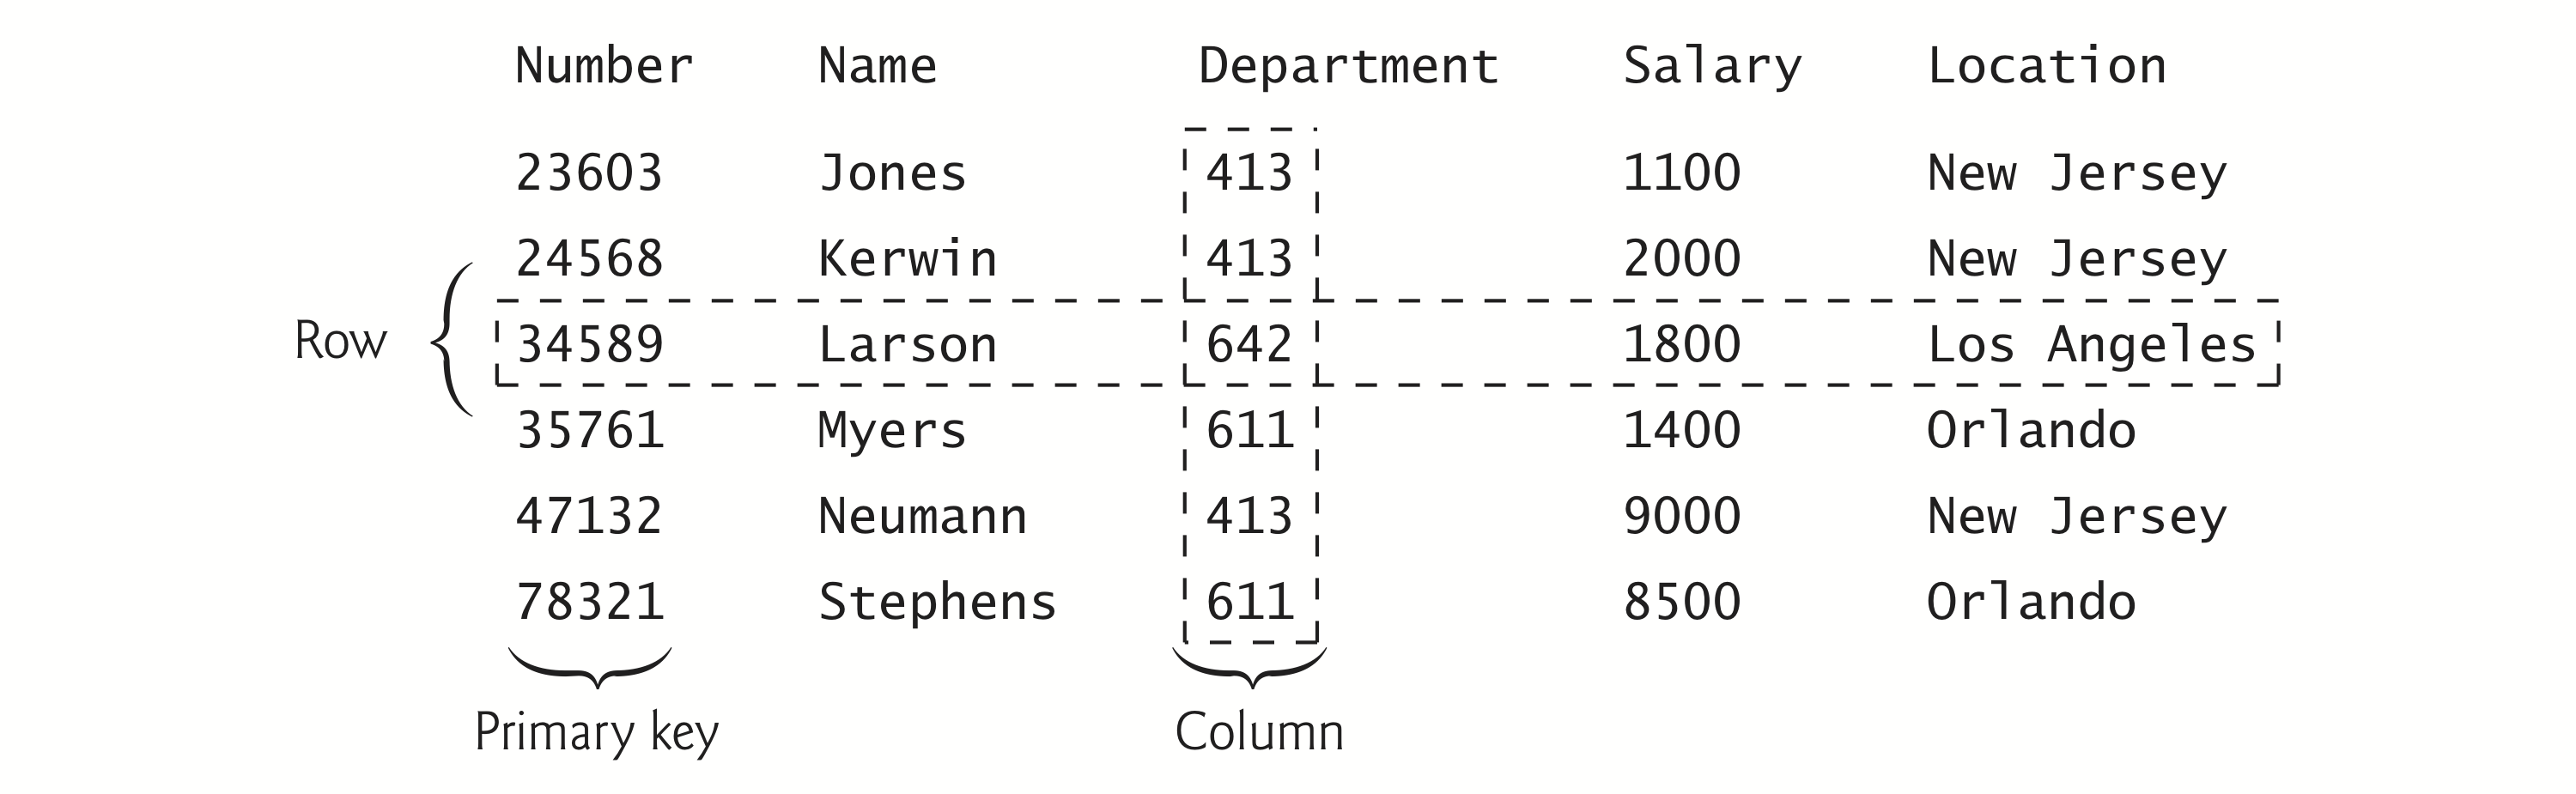 Number Name Department Salary Location
23603 Jones 413 1100 New Jersey
24568 Kerwin 413 2000 New Jersey
Row 34589 Larson 642 1800 Los Angeles
35761 Myers 611 1400 Orlando
47132 Neumann 413 9000 New Jersey
78321 Stephens 611 8500 Orlando
Primary key Column